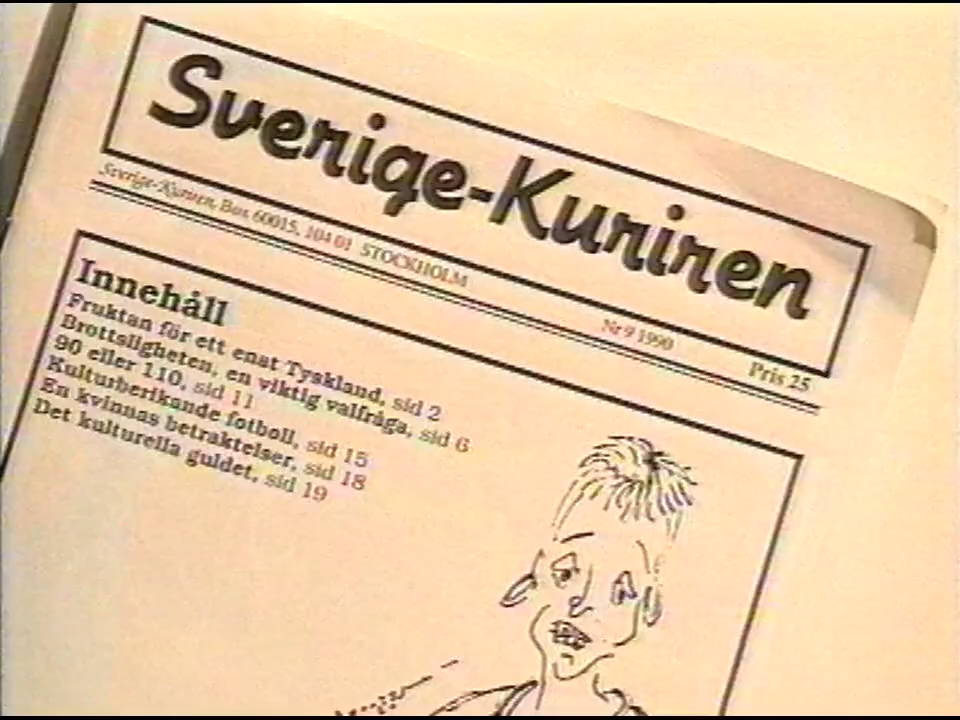 Sverige-Kuriren
Sverige-Kuriren, Box 60015, 104 01 STOCKHOLM
Nr 9 1990
Pris 25
Innehåll
Fruktan för ett enat Tyskland, sid 2
Brottsligheten, en viktig valfråga, sid 6
90 eller 110, sid 11
Kulturberikande fotboll, sid 15
En kvinnas betraktelser, sid 18
Det kulturella guldet, sid 19